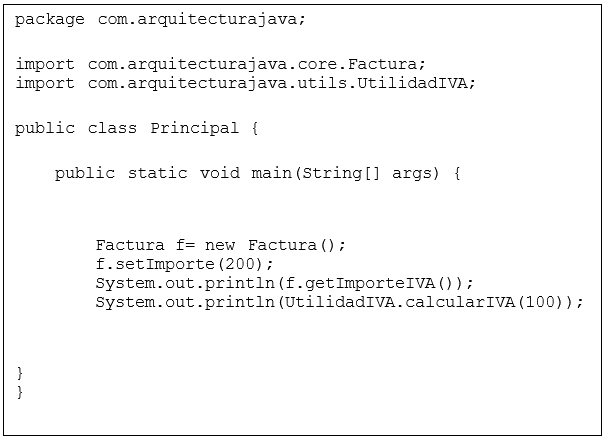 package com.arquitecturajava;
import com.arquitecturajava.core.Factura;
import com.arquitecturajava.utils.UtilidadIVA;
public class Principal {
public static void main(String[] args) {
Factura f= new Factura();
f.setImporte(200);
System.out.println(f.getImporteIVA());
System.out.println(UtilidadIVA.calcularIVA(100));
}
}